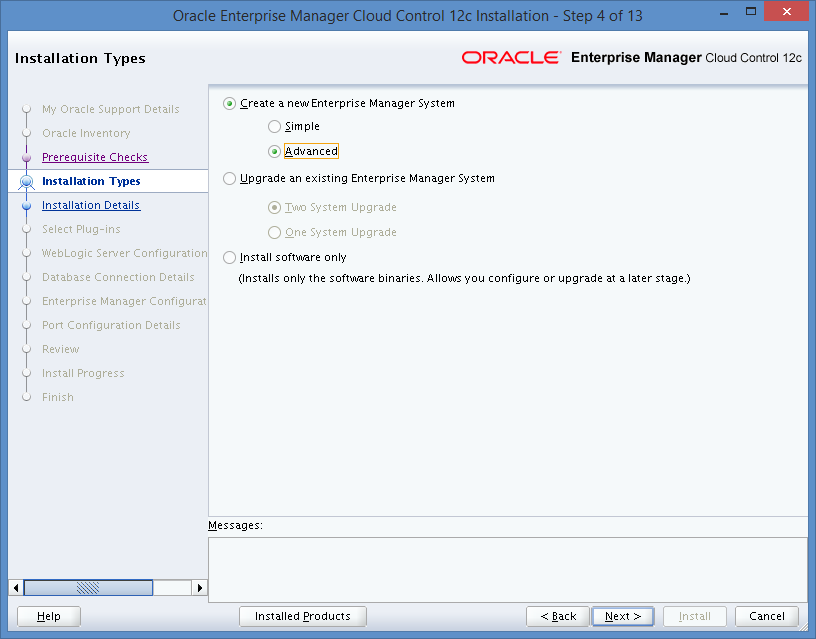 Oracle Enterprise Manager Cloud Control 12c Installation - Step 4 of 13
Installation Types
ORACLE Enterprise Manager Cloud Control 12c
My Oracle Support Details
Oracle Inventory
Prerequisite Checks
Installation Types
Installation Details
Select Plug-ins
WebLogic Server Configuration
Database Connection Details
Enterprise Manager Configurat
Port Configuration Details
Review
Install Progress
Finish
Create a new Enterprise Manager System
Simple
Advanced
Upgrade an existing Enterprise Manager System
Two System Upgrade
One System Upgrade
Install software only
(Installs only the software binaries. Allows you configure or upgrade at a later stage.)
Messages:
Help
Installed Products
< Back
Next >
Install
Cancel